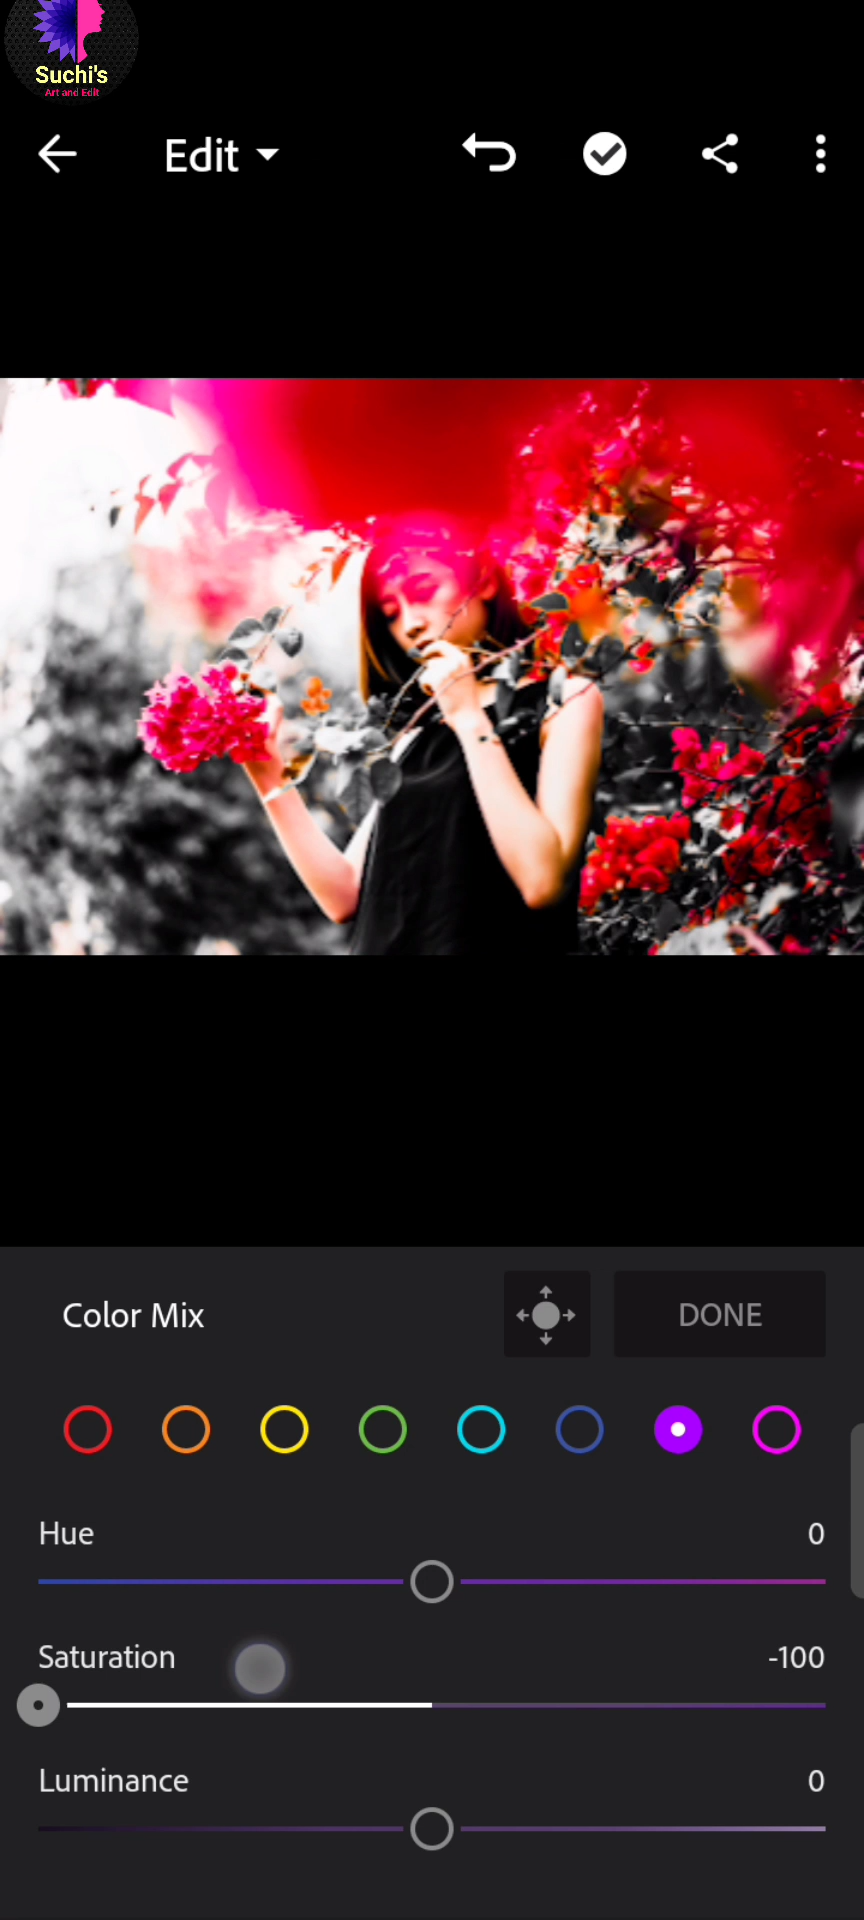 Suchi's
Art and Edit
Edit
Color Mix
DONE
Hue 0
Saturation -100
Luminance 0